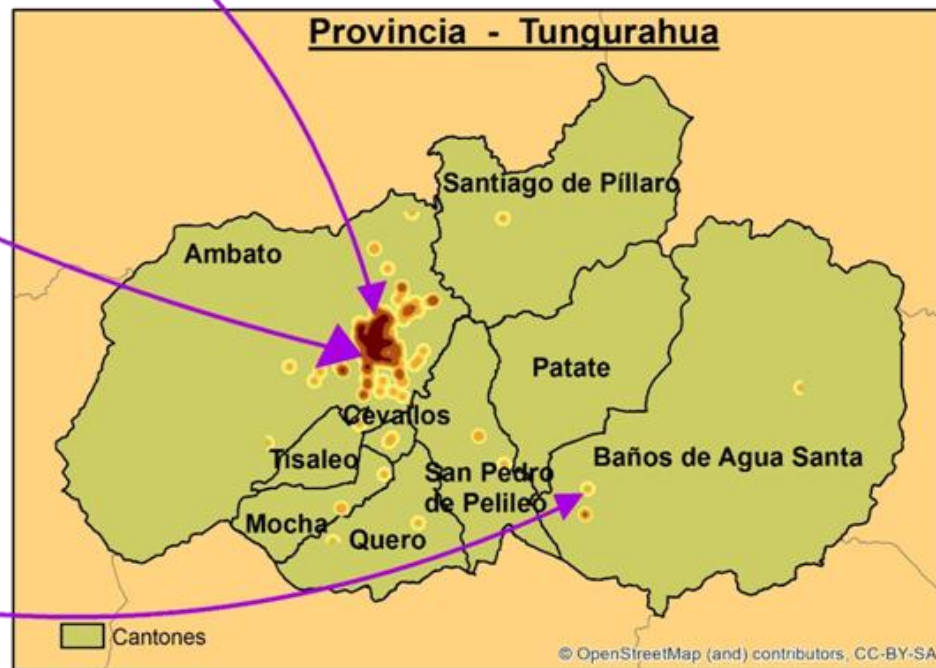 Provincia - Tungurahua
Santiago de Píllaro
Ambato
Patate
Cevallos
Baños de Agua Santa
Tisaleo
San Pedro
de Pelileo
Mocha
Quero
Cantones
© OpenStreetMap (and) contributors, CC-BY-SA